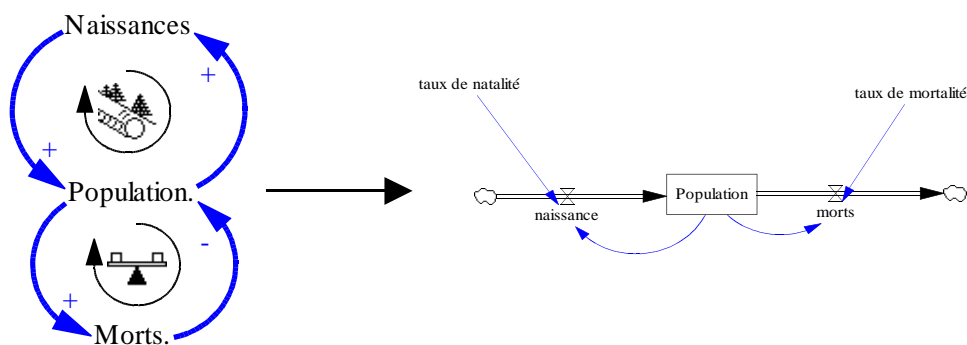 Naissances
+
+
Population.
-
+
Morts.
taux de natalité
taux de mortalité
Population
naissance
morts